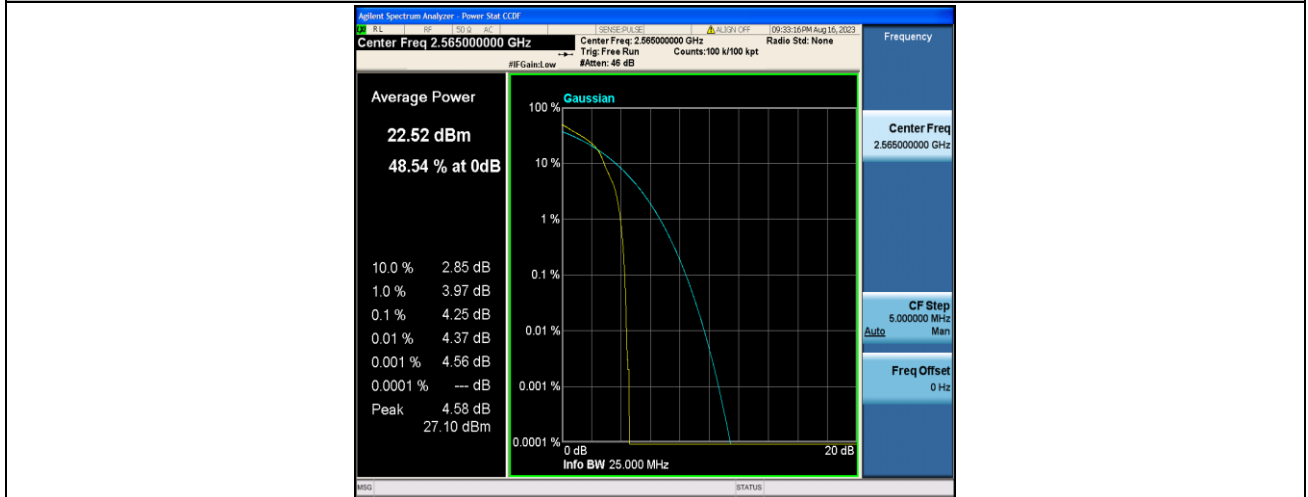 Agilent Spectrum Analyzer - Power Stat CCDF
RL RF 50 Ω AC SENSE:PULSE ALIGN OFF 09:33:16 PM Aug 16, 2023
Center Freq 2.565000000 GHz
Center Freq: 2.565000000 GHz Radio Std: None
Trig: Free Run Counts:100 k/100 kpt
#IFGain:Low #Atten: 46 dB
Frequency
Average Power
22.52 dBm
48.54 % at 0dB
10.0 % 2.85 dB
1.0 % 3.97 dB
0.1 % 4.25 dB
0.01 % 4.37 dB
0.001 % 4.56 dB
0.0001 % --- dB
Peak 4.58 dB
27.10 dBm
Gaussian
100 %
10 %
1 %
0.1 %
0.01 %
0.001 %
0.0001 %
0 dB 20 dB
Info BW 25.000 MHz
Center Freq
2.565000000 GHz
CF Step
5.000000 MHz
Auto Man
Freq Offset
0 Hz
MSG STATUS